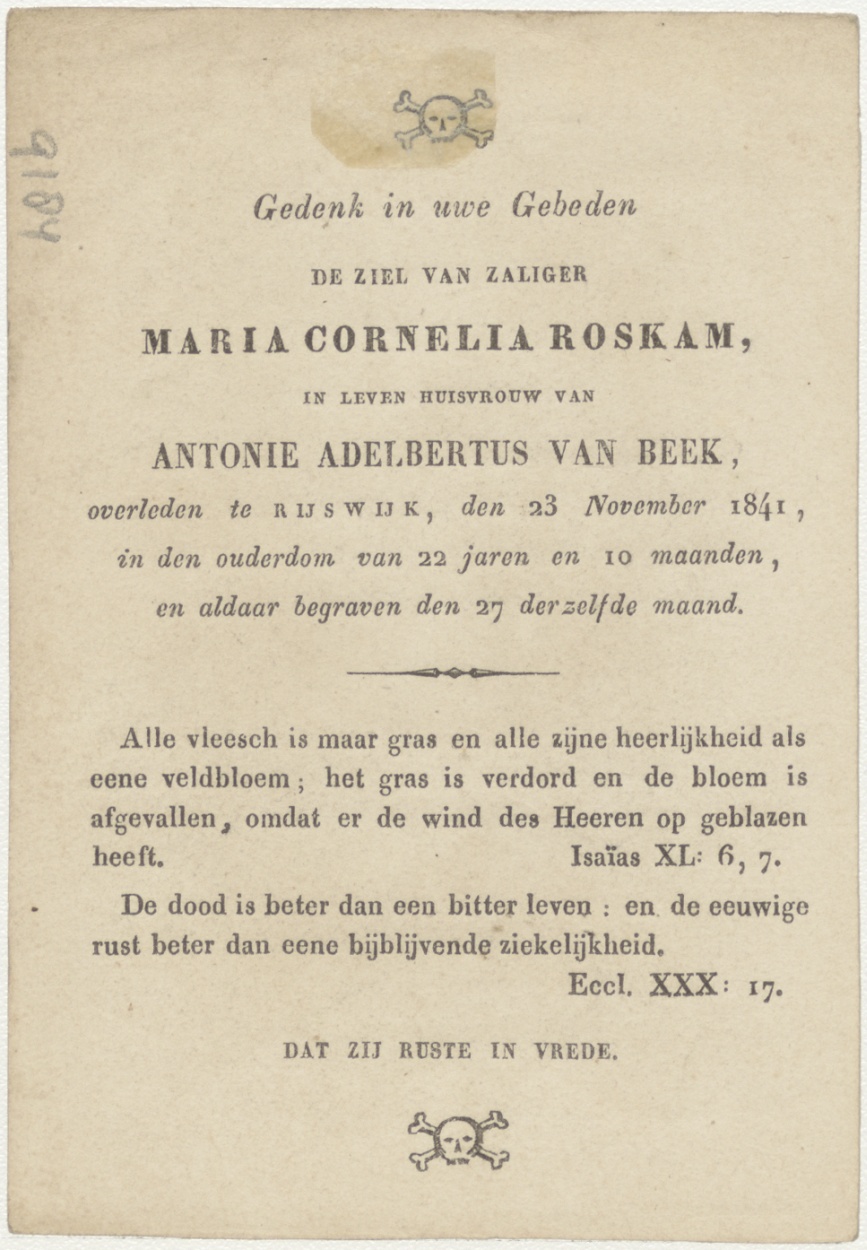 Gedenk in uwe Gebeden
DE ZIEL VAN ZALIGER
MARIA CORNELIA ROSKAM,
IN LEVEN HUISVROUW VAN
ANTONIE ADELBERTUS VAN BEEK,
overleden te RIJSWIJK, den 23 November 1841,
in den ouderdom van 22 jaren en 10 maanden,
en aldaar begraven den 27 derzelfde maand.
Alle vleesch is maar gras en alle zijne heerlijkheid als
eene veldbloem; het gras is verdord en de bloem is
afgevallen, omdat er de wind des Heeren op geblazen
heeft. Isaïas XL: 6, 7.
De dood is beter dan een bitter leven : en de eeuwige
rust beter dan eene bijblijvende ziekelijkheid.
Eccl. XXX: 17.
DAT ZIJ RUSTE IN VREDE.